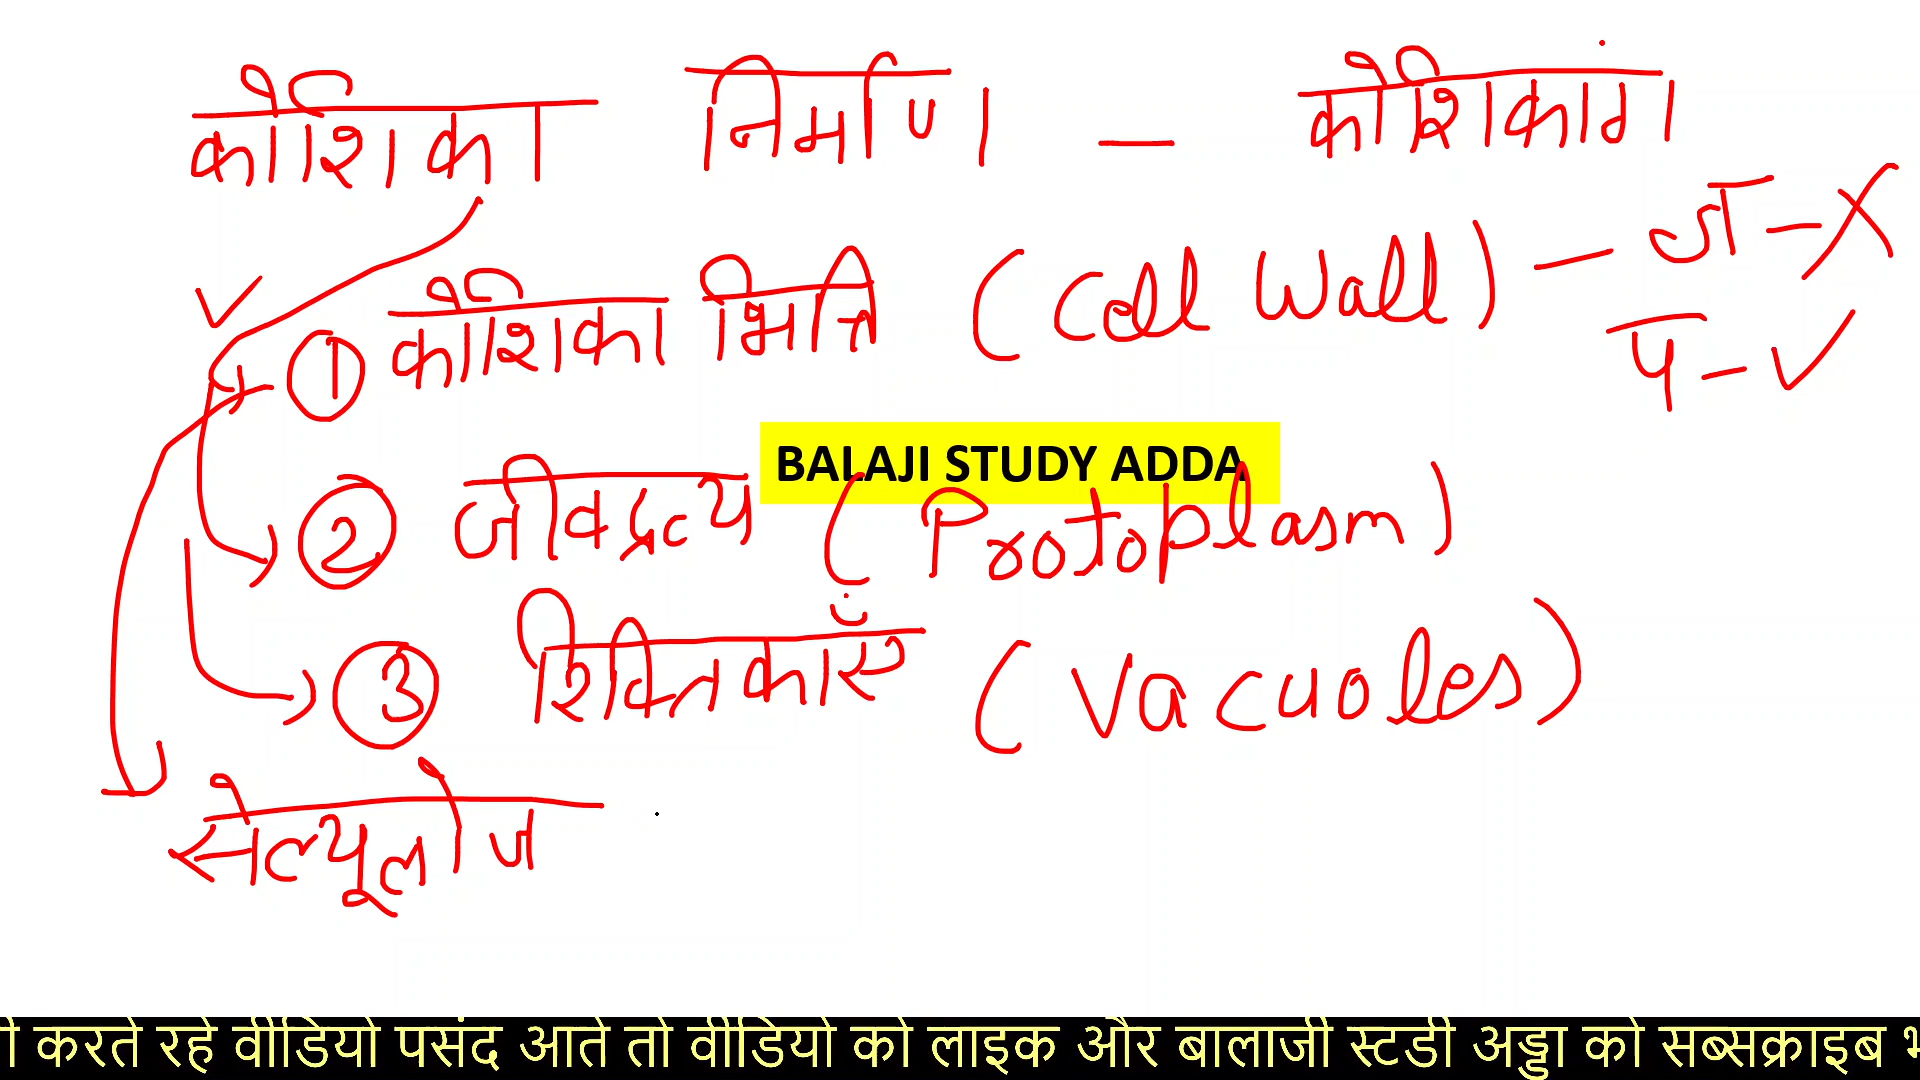 कोशिका निर्माण — कोशिकांग
① कोशिका भित्ति (Cell Wall) — ज – ✗
प – ✓
BALAJI STUDY ADDA
② जीवद्रव्य (Protoplasm)
③ रिक्तिकाएँ (Vacuoles)
सेल्यूलोज
करते रहे वीडियो पसंद आते तो वीडियो को लाइक और बालाजी स्टडी अड्डा को सब्सक्राइब